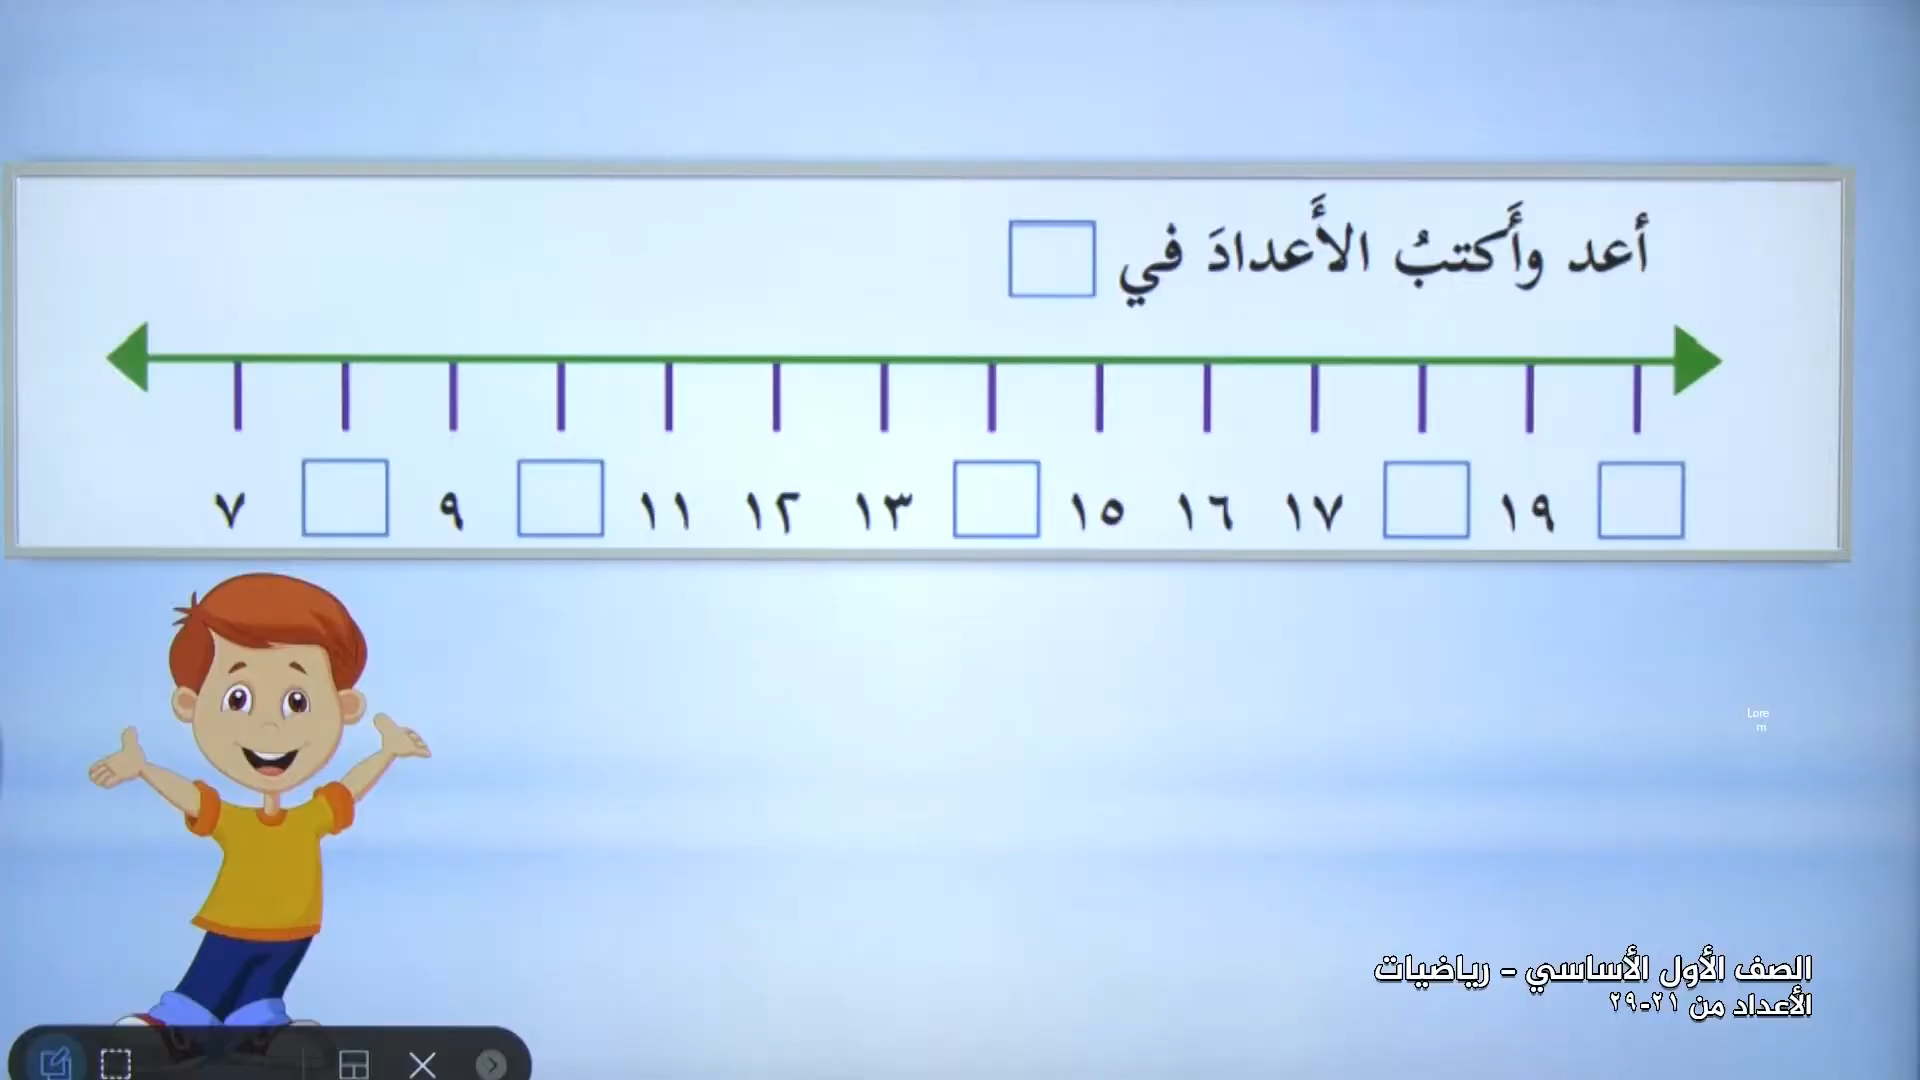 أعد وأَكتبُ الأَعدادَ في
٧ ٩ ١١ ١٢ ١٣ ١٥ ١٦ ١٧ ١٩
Lore
m
الصف الأول الأساسي - رياضيات
الأعداد من ٢١-٢٩